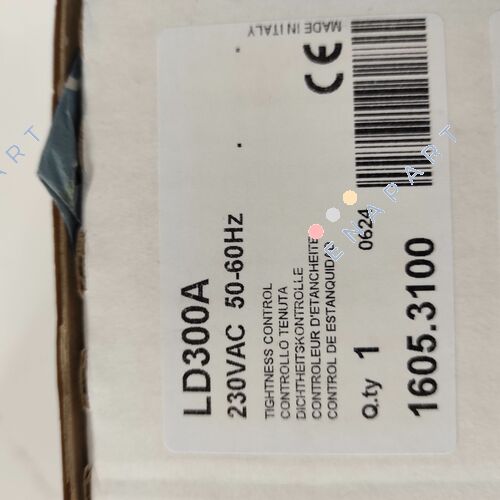 LD300A
230VAC 50-60Hz
TIGHTNESS CONTROL
CONTROLLO TENUTA
DICHTHEITSKONTROLLE
CONTROLEUR D'ETANCHEITE
CONTROL DE ESTANQUIDAD
Q.ty 1
0624
1605.3100
CE
MADE IN ITALY
ENAPART
ART